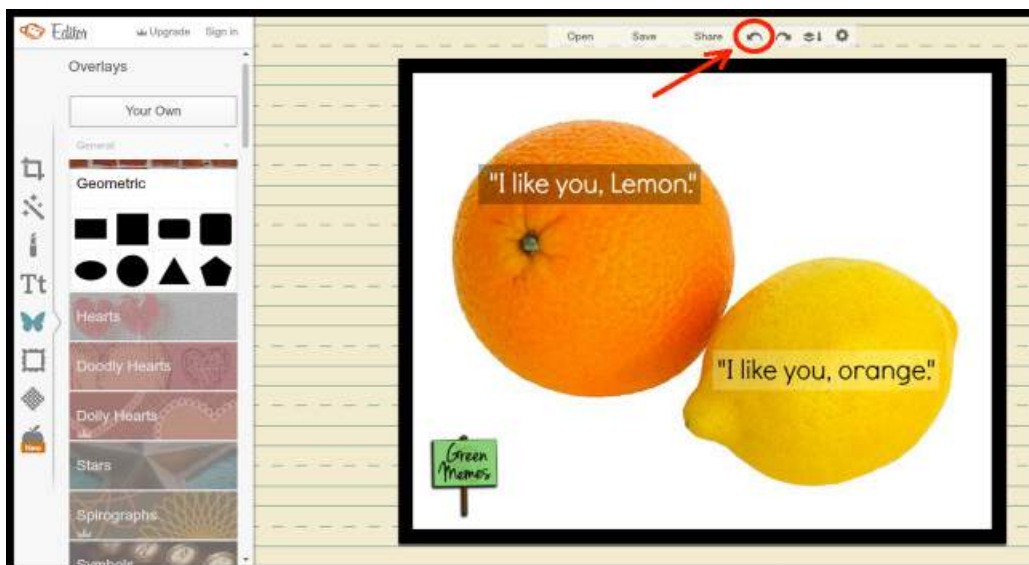 Editor
Upgrade
Sign in
Open
Save
Share
Overlays
Your Own
General
Geometric
Hearts
Doodly Hearts
Dolly Hearts
Stars
Spirographs
Symbols
Tt
New
"I like you, Lemon."
"I like you, orange."
Green
Memes